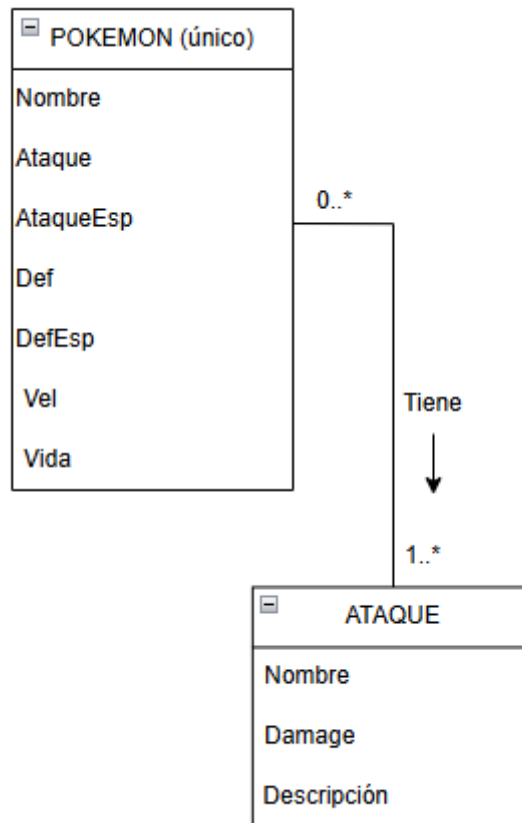 POKEMON (único)
Nombre
Ataque
AtaqueEsp
Def
DefEsp
Vel
Vida
0..*
Tiene
1..*
ATAQUE
Nombre
Damage
Descripción